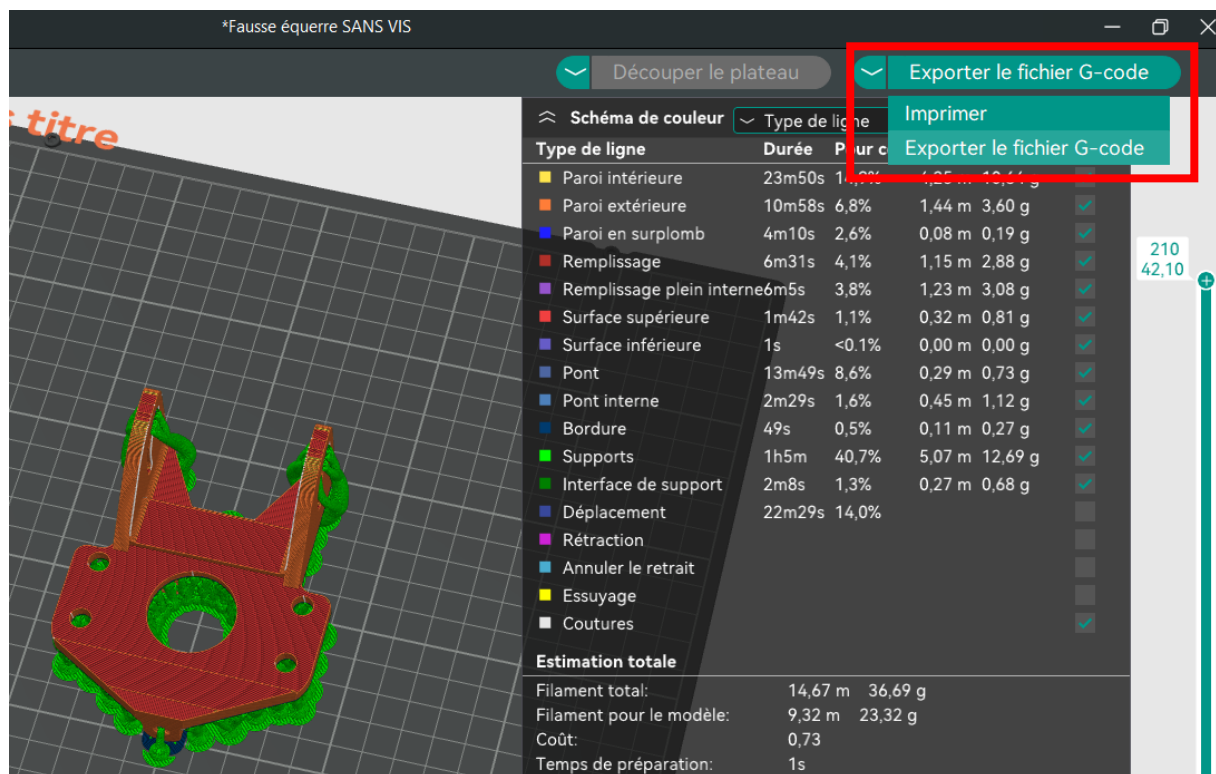 *Fausse équerre SANS VIS
Découper le plateau
Exporter le fichier G-code
Imprimer
Exporter le fichier G-code
titre
Schéma de couleur Type de ligne
Type de ligne Durée Pour c
Paroi intérieure 23m50s
Paroi extérieure 10m58s 6,8% 1,44 m 3,60 g
Paroi en surplomb 4m10s 2,6% 0,08 m 0,19 g
Remplissage 6m31s 4,1% 1,15 m 2,88 g
Remplissage plein interne6m5s 3,8% 1,23 m 3,08 g
Surface supérieure 1m42s 1,1% 0,32 m 0,81 g
Surface inférieure 1s <0.1% 0,00 m 0,00 g
Pont 13m49s 8,6% 0,29 m 0,73 g
Pont interne 2m29s 1,6% 0,45 m 1,12 g
Bordure 49s 0,5% 0,11 m 0,27 g
Supports 1h5m 40,7% 5,07 m 12,69 g
Interface de support 2m8s 1,3% 0,27 m 0,68 g
Déplacement 22m29s 14,0%
Rétraction
Annuler le retrait
Essuyage
Coutures
Estimation totale
Filament total: 14,67 m 36,69 g
Filament pour le modèle: 9,32 m 23,32 g
Coût: 0,73
Temps de préparation: 1s
210
42,10